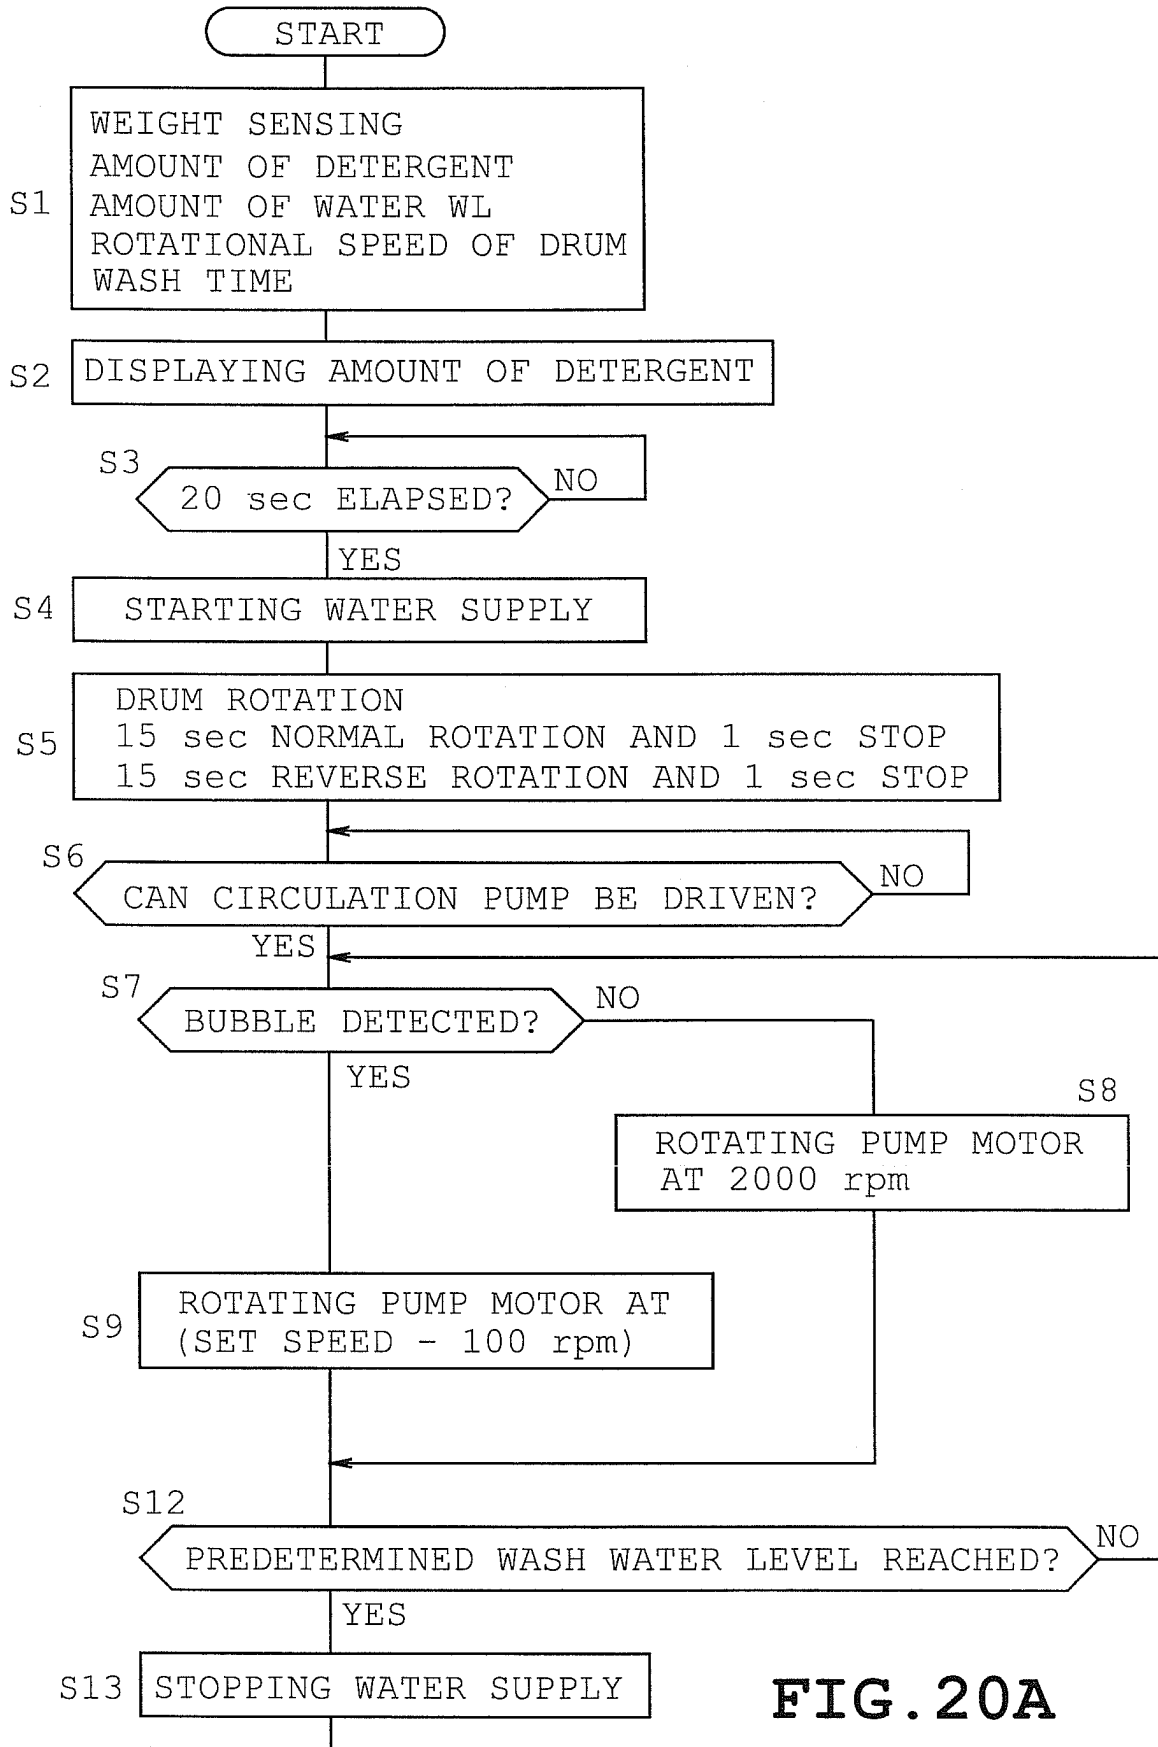 START
WEIGHT SENSING
AMOUNT OF DETERGENT
S1
AMOUNT OF WATER WL
ROTATIONAL SPEED OF DRUM
WASH TIME
S2
DISPLAYING AMOUNT OF DETERGENT
S3
20 sec ELAPSED?
NO
YES
S4
STARTING WATER SUPPLY
S5
DRUM ROTATION
15 sec NORMAL ROTATION AND 1 sec STOP
15 sec REVERSE ROTATION AND 1 sec STOP
S6
CAN CIRCULATION PUMP BE DRIVEN?
NO
YES
S7
BUBBLE DETECTED?
NO
YES
S8
ROTATING PUMP MOTOR
AT 2000 rpm
S9
ROTATING PUMP MOTOR AT
(SET SPEED - 100 rpm)
S12
PREDETERMINED WASH WATER LEVEL REACHED?
NO
YES
S13
STOPPING WATER SUPPLY
FIG.20A